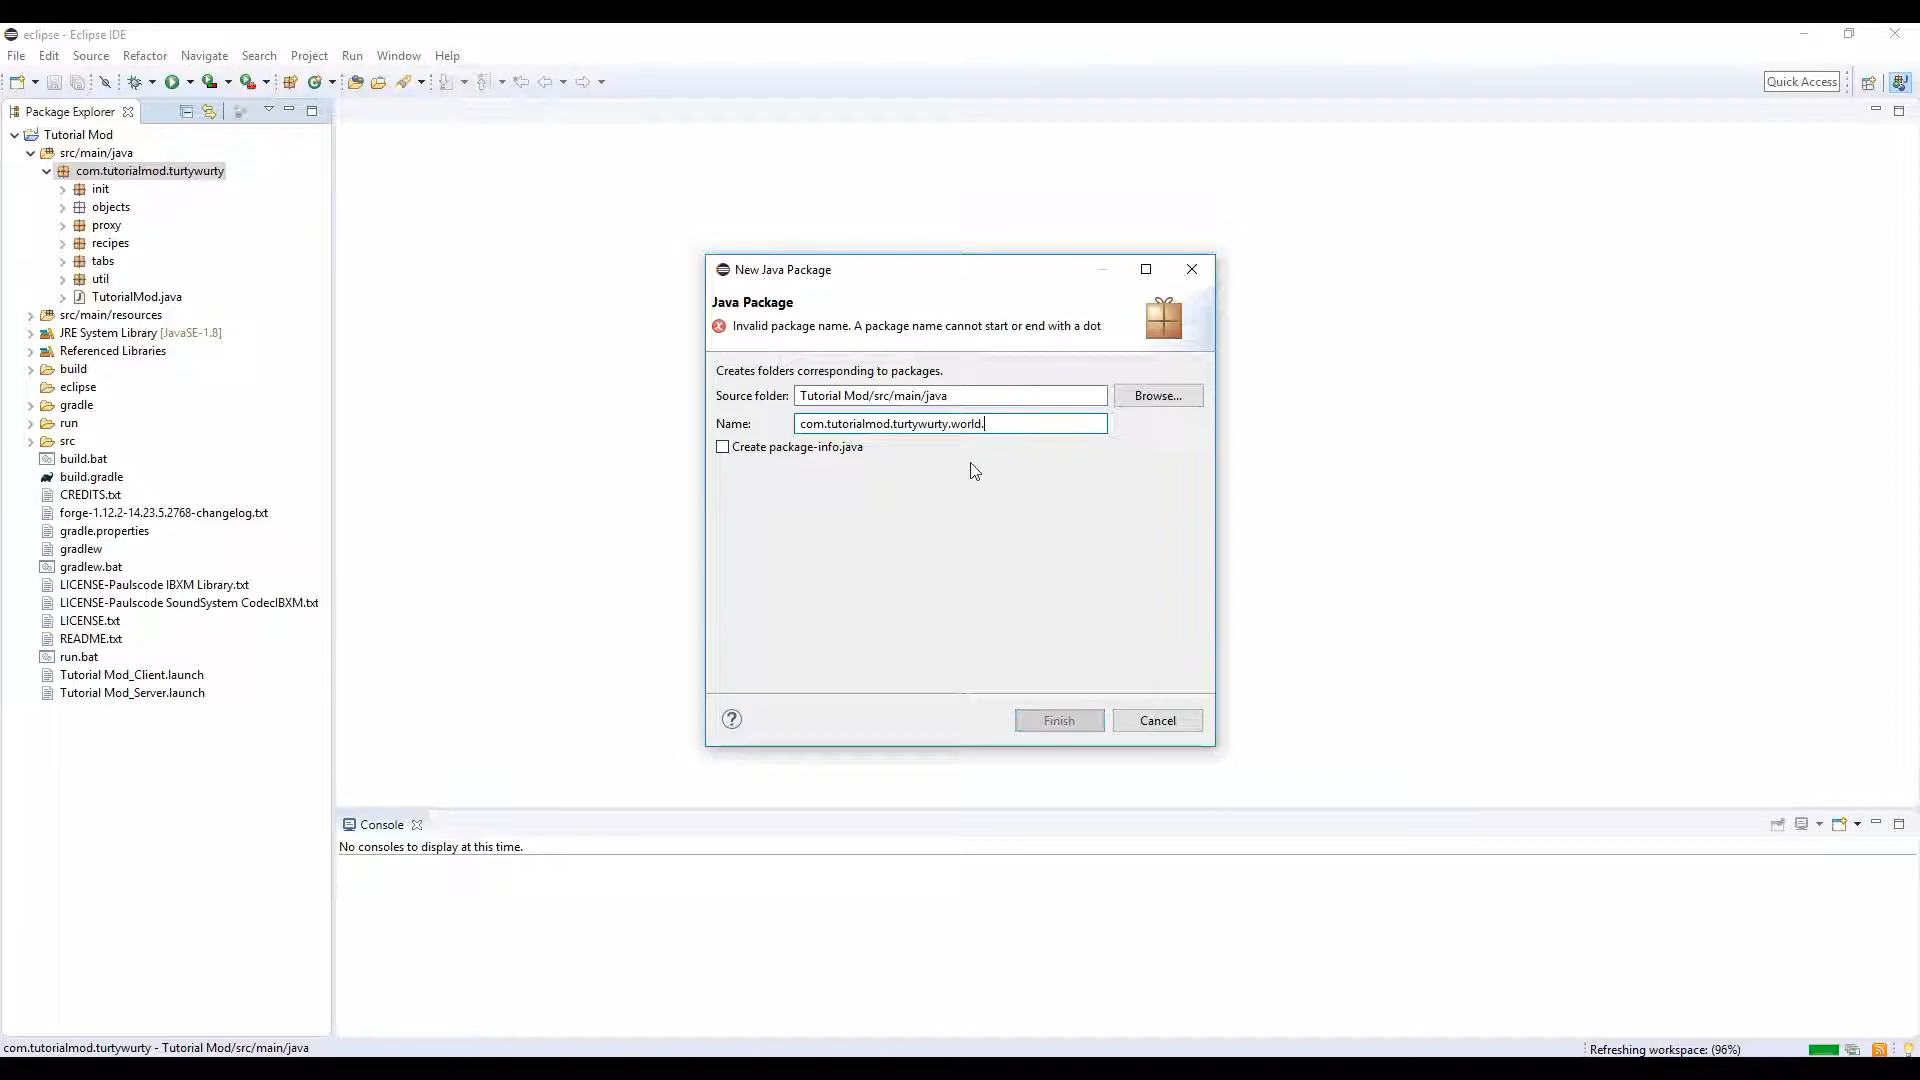 eclipse - Eclipse IDE
File Edit Source Refactor Navigate Search Project Run Window Help
Quick Access
Package Explorer
Tutorial Mod
src/main/java
com.tutorialmod.turtywurty
init
objects
proxy
recipes
tabs
util
TutorialMod.java
src/main/resources
JRE System Library [JavaSE-1.8]
Referenced Libraries
build
eclipse
gradle
run
src
build.bat
build.gradle
CREDITS.txt
forge-1.12.2-14.23.5.2768-changelog.txt
gradle.properties
gradlew
gradlew.bat
LICENSE-Paulscode IBXM Library.txt
LICENSE-Paulscode SoundSystem CodecIBXM.txt
LICENSE.txt
README.txt
run.bat
Tutorial Mod_Client.launch
Tutorial Mod_Server.launch
New Java Package
Java Package
Invalid package name. A package name cannot start or end with a dot
Creates folders corresponding to packages.
Source folder: Tutorial Mod/src/main/java Browse...
Name: com.tutorialmod.turtywurty.world.
Create package-info.java
? Finish Cancel
Console
No consoles to display at this time.
com.tutorialmod.turtywurty - Tutorial Mod/src/main/java
Refreshing workspace: (96%)